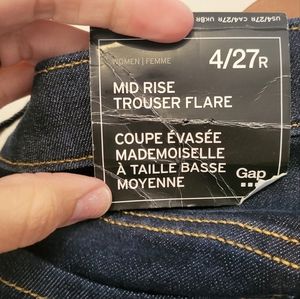 US4/27R CA4/27R UK8R
WOMEN | FEMME 4/27R
MID RISE
TROUSER FLARE
COUPE ÉVASÉE
MADEMOISELLE
À TAILLE BASSE
MOYENNE
Gap